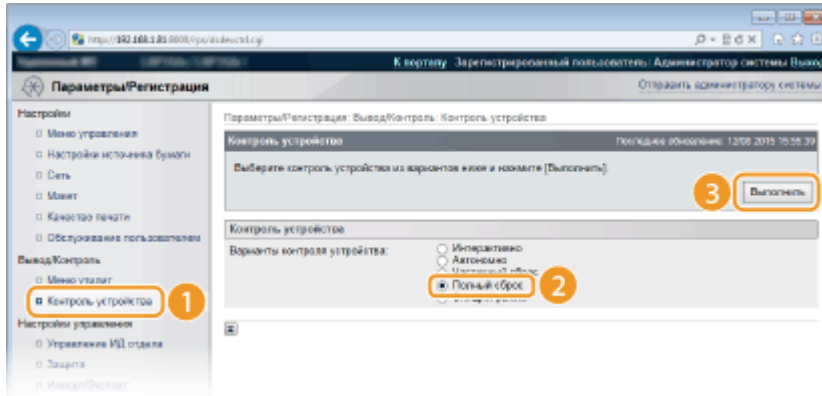 К порталу Зарегистрированный пользователь: Администратор системы Выход
Параметры/Регистрация
Отправить администратору системы
Настройки
Меню управления
Настройки источника бумаги
Сеть
Макет
Качество печати
Обслуживание пользователем
Вывод/Контроль
Меню утилит
Контроль устройства
1
Настройки управления
Управление ИД отдела
Защита
Импорт/Экспорт
Параметры/Регистрация: Вывод/Контроль: Контроль устройства
Контроль устройства
Последнее обновление: 12/08 2015 15:55:39
Выберите контроль устройства из вариантов ниже и нажмите [Выполнить].
3
Выполнить
Контроль устройства
Варианты контроля устройства:
Интерактивно
Автономно
Полный сброс
2